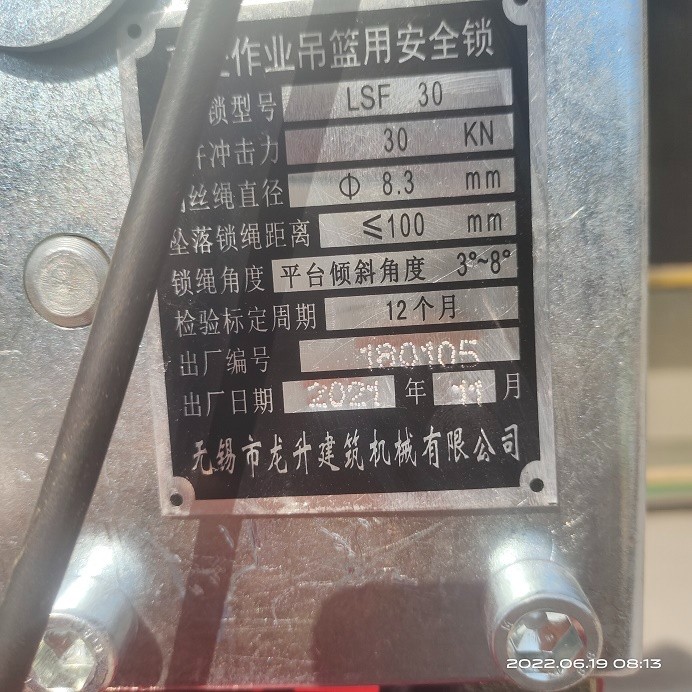 作业吊篮用安全锁
锁型号 LSF 30
冲击力 30 KN
丝绳直径 Φ 8.3 mm
坠落锁绳距离 ≤100 mm
锁绳角度 平台倾斜角度 3°~8°
检验标定周期 12个月
出厂编号 180105
出厂日期 2021 年 11 月
无锡市龙升建筑机械有限公司
2022.06.19 08:13